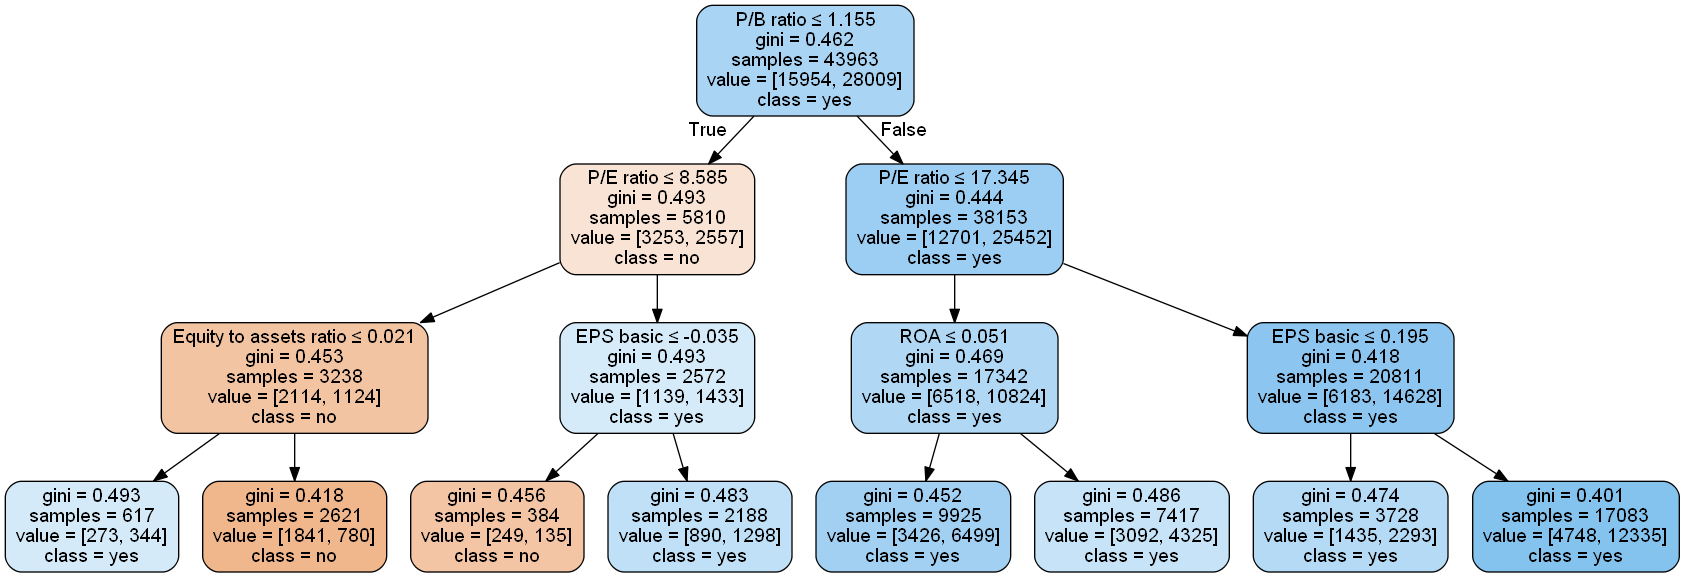 P/B ratio ≤ 1.155
gini = 0.462
samples = 43963
value = [15954, 28009]
class = yes
True
False
P/E ratio ≤ 8.585
gini = 0.493
samples = 5810
value = [3253, 2557]
class = no
P/E ratio ≤ 17.345
gini = 0.444
samples = 38153
value = [12701, 25452]
class = yes
Equity to assets ratio ≤ 0.021
gini = 0.453
samples = 3238
value = [2114, 1124]
class = no
EPS basic ≤ -0.035
gini = 0.493
samples = 2572
value = [1139, 1433]
class = yes
ROA ≤ 0.051
gini = 0.469
samples = 17342
value = [6518, 10824]
class = yes
EPS basic ≤ 0.195
gini = 0.418
samples = 20811
value = [6183, 14628]
class = yes
gini = 0.493
samples = 617
value = [273, 344]
class = yes
gini = 0.418
samples = 2621
value = [1841, 780]
class = no
gini = 0.456
samples = 384
value = [249, 135]
class = no
gini = 0.483
samples = 2188
value = [890, 1298]
class = yes
gini = 0.452
samples = 9925
value = [3426, 6499]
class = yes
gini = 0.486
samples = 7417
value = [3092, 4325]
class = yes
gini = 0.474
samples = 3728
value = [1435, 2293]
class = yes
gini = 0.401
samples = 17083
value = [4748, 12335]
class = yes